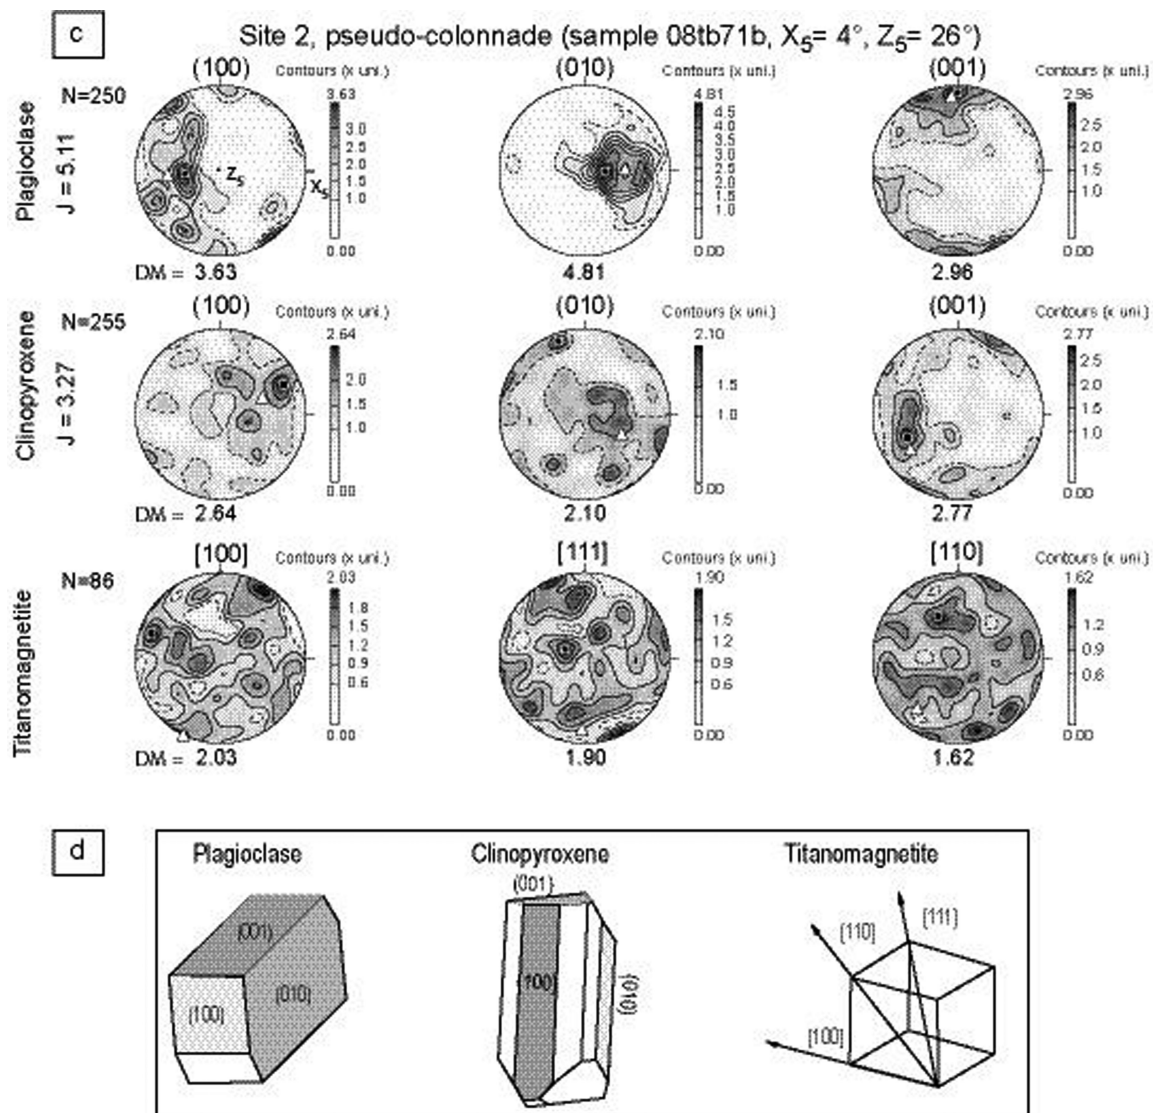 c
Site 2, pseudo-colonnade (sample 08tb71b, X5= 4°, Z5= 26°)
Plagioclase
J = 5.11
N=250
(100)
Contours (x uni.)
3.63
3.0
2.5
2.0
1.5
1.0
0.00
Z5
X5
DM = 3.63
(010)
Contours (x uni.)
4.81
4.5
4.0
3.5
3.0
2.5
2.0
1.5
1.0
0.00
4.81
(001)
Contours (x uni.)
2.96
2.5
2.0
1.5
1.0
0.00
2.96
Clinopyroxene
J = 3.27
N=255
(100)
Contours (x uni.)
2.64
2.0
1.5
1.0
0.00
DM = 2.64
(010)
Contours (x uni.)
2.10
1.5
1.0
0.00
2.10
(001)
Contours (x uni.)
2.77
2.5
2.0
1.5
1.0
0.00
2.77
Titanomagnetite
N=86
[100]
Contours (x uni.)
2.03
1.8
1.5
1.2
0.9
0.6
0.00
DM = 2.03
[111]
Contours (x uni.)
1.90
1.5
1.2
0.9
0.6
0.00
1.90
[110]
Contours (x uni.)
1.62
1.2
0.9
0.6
0.00
1.62
d
Plagioclase
(001)
(010)
(100)
Clinopyroxene
(001)
(100)
(010)
Titanomagnetite
[111]
[110]
[100]